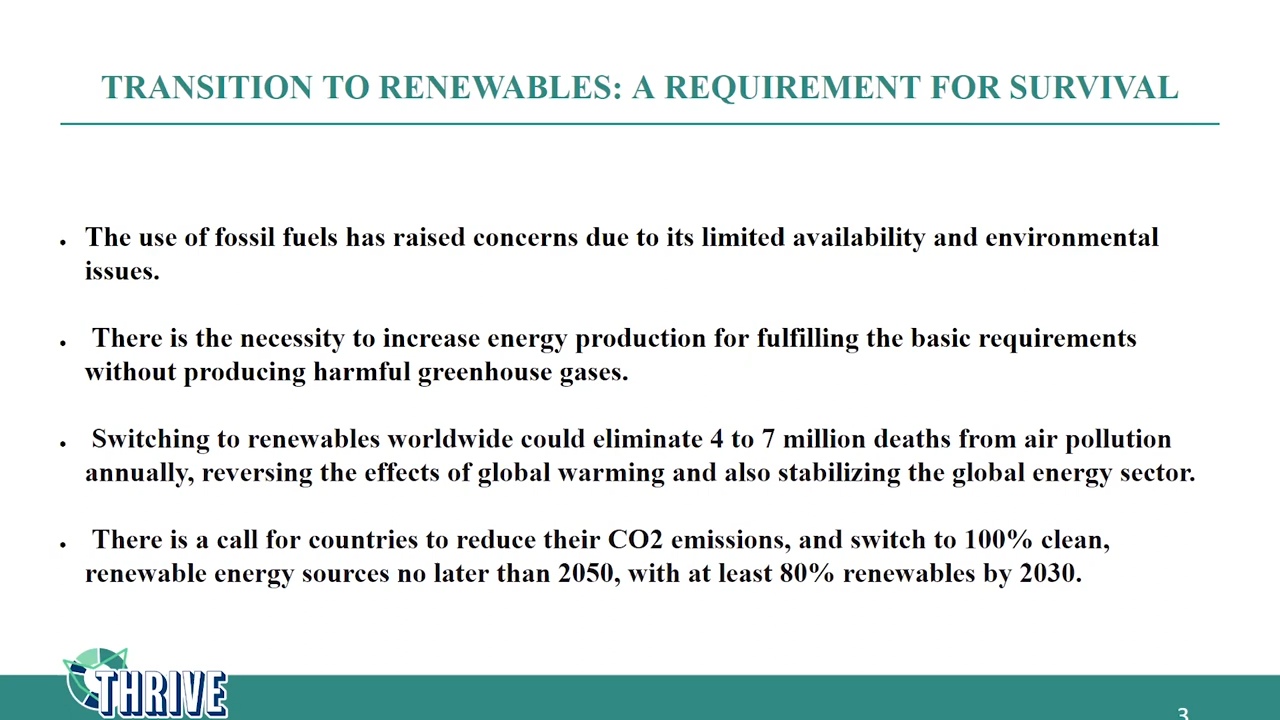 TRANSITION TO RENEWABLES: A REQUIREMENT FOR SURVIVAL
• The use of fossil fuels has raised concerns due to its limited availability and environmental
issues.
• There is the necessity to increase energy production for fulfilling the basic requirements
without producing harmful greenhouse gases.
• Switching to renewables worldwide could eliminate 4 to 7 million deaths from air pollution
annually, reversing the effects of global warming and also stabilizing the global energy sector.
• There is a call for countries to reduce their CO2 emissions, and switch to 100% clean,
renewable energy sources no later than 2050, with at least 80% renewables by 2030.
THRIVE
3